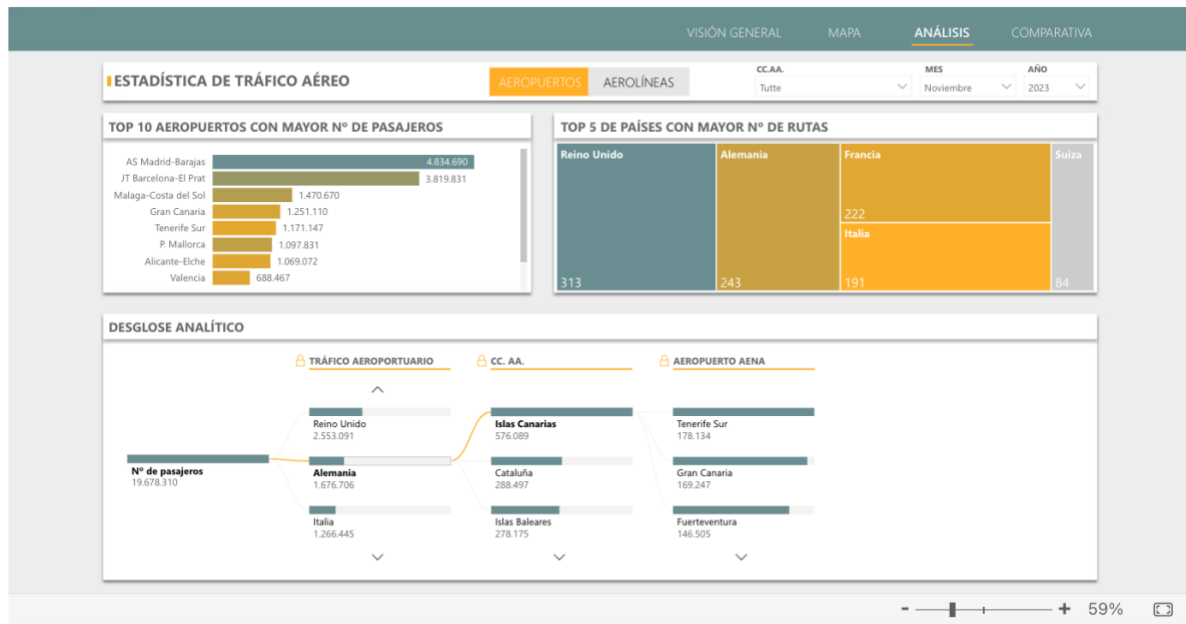 VISIÓN GENERAL MAPA ANÁLISIS COMPARATIVA
ESTADÍSTICA DE TRÁFICO AÉREO
AEROPUERTOS AEROLÍNEAS
CC.AA.
Tutte
MES
Noviembre
AÑO
2023
TOP 10 AEROPUERTOS CON MAYOR Nº DE PASAJEROS
AS Madrid-Barajas 4.834.690
JT Barcelona-El Prat 3.819.831
Malaga-Costa del Sol 1.470.670
Gran Canaria 1.251.110
Tenerife Sur 1.171.147
P. Mallorca 1.097.831
Alicante-Elche 1.069.072
Valencia 688.467
TOP 5 DE PAÍSES CON MAYOR Nº DE RUTAS
Reino Unido
313
Alemania
243
Francia
222
Italia
191
Suiza
84
DESGLOSE ANALÍTICO
TRÁFICO AEROPORTUARIO CC. AA. AEROPUERTO AENA
Nº de pasajeros
19.678.310
Reino Unido
2.553.091
Alemania
1.676.706
Italia
1.266.445
Islas Canarias
576.089
Cataluña
288.497
Islas Baleares
278.175
Tenerife Sur
178.134
Gran Canaria
169.247
Fuerteventura
146.505
- + 59%